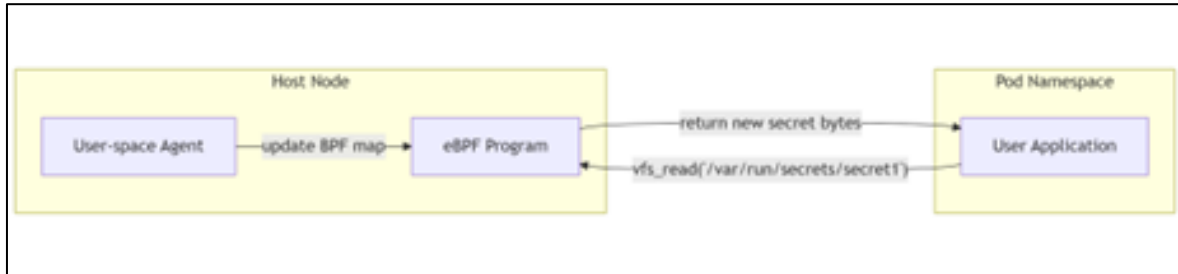 Host Node
Pod Namespace
User-space Agent
update BPF map
eBPF Program
return new secret bytes
vfs_read('/var/run/secrets/secret1')
User Application